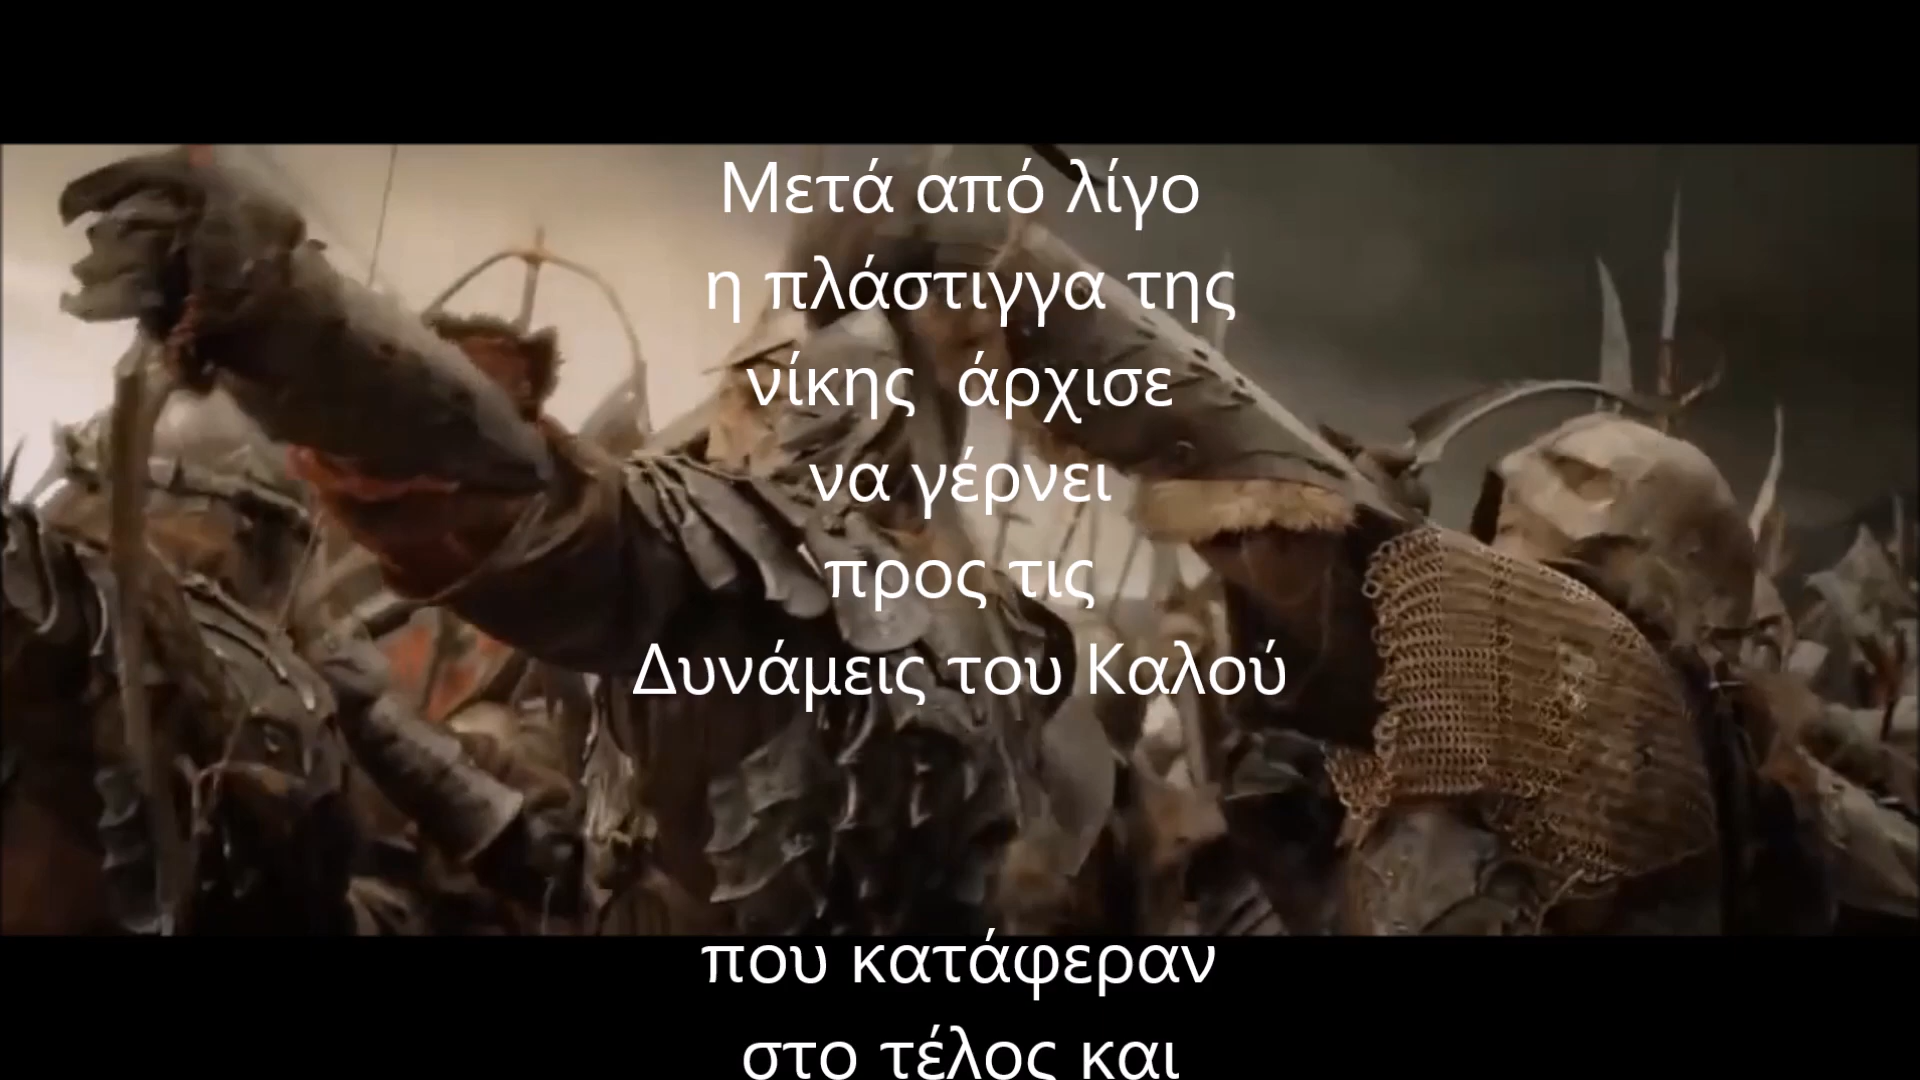 Μετά από λίγο
η πλάστιγγα της
νίκης  άρχισε
να γέρνει
προς τις
Δυνάμεις του Καλού
που κατάφεραν
στο τέλος και